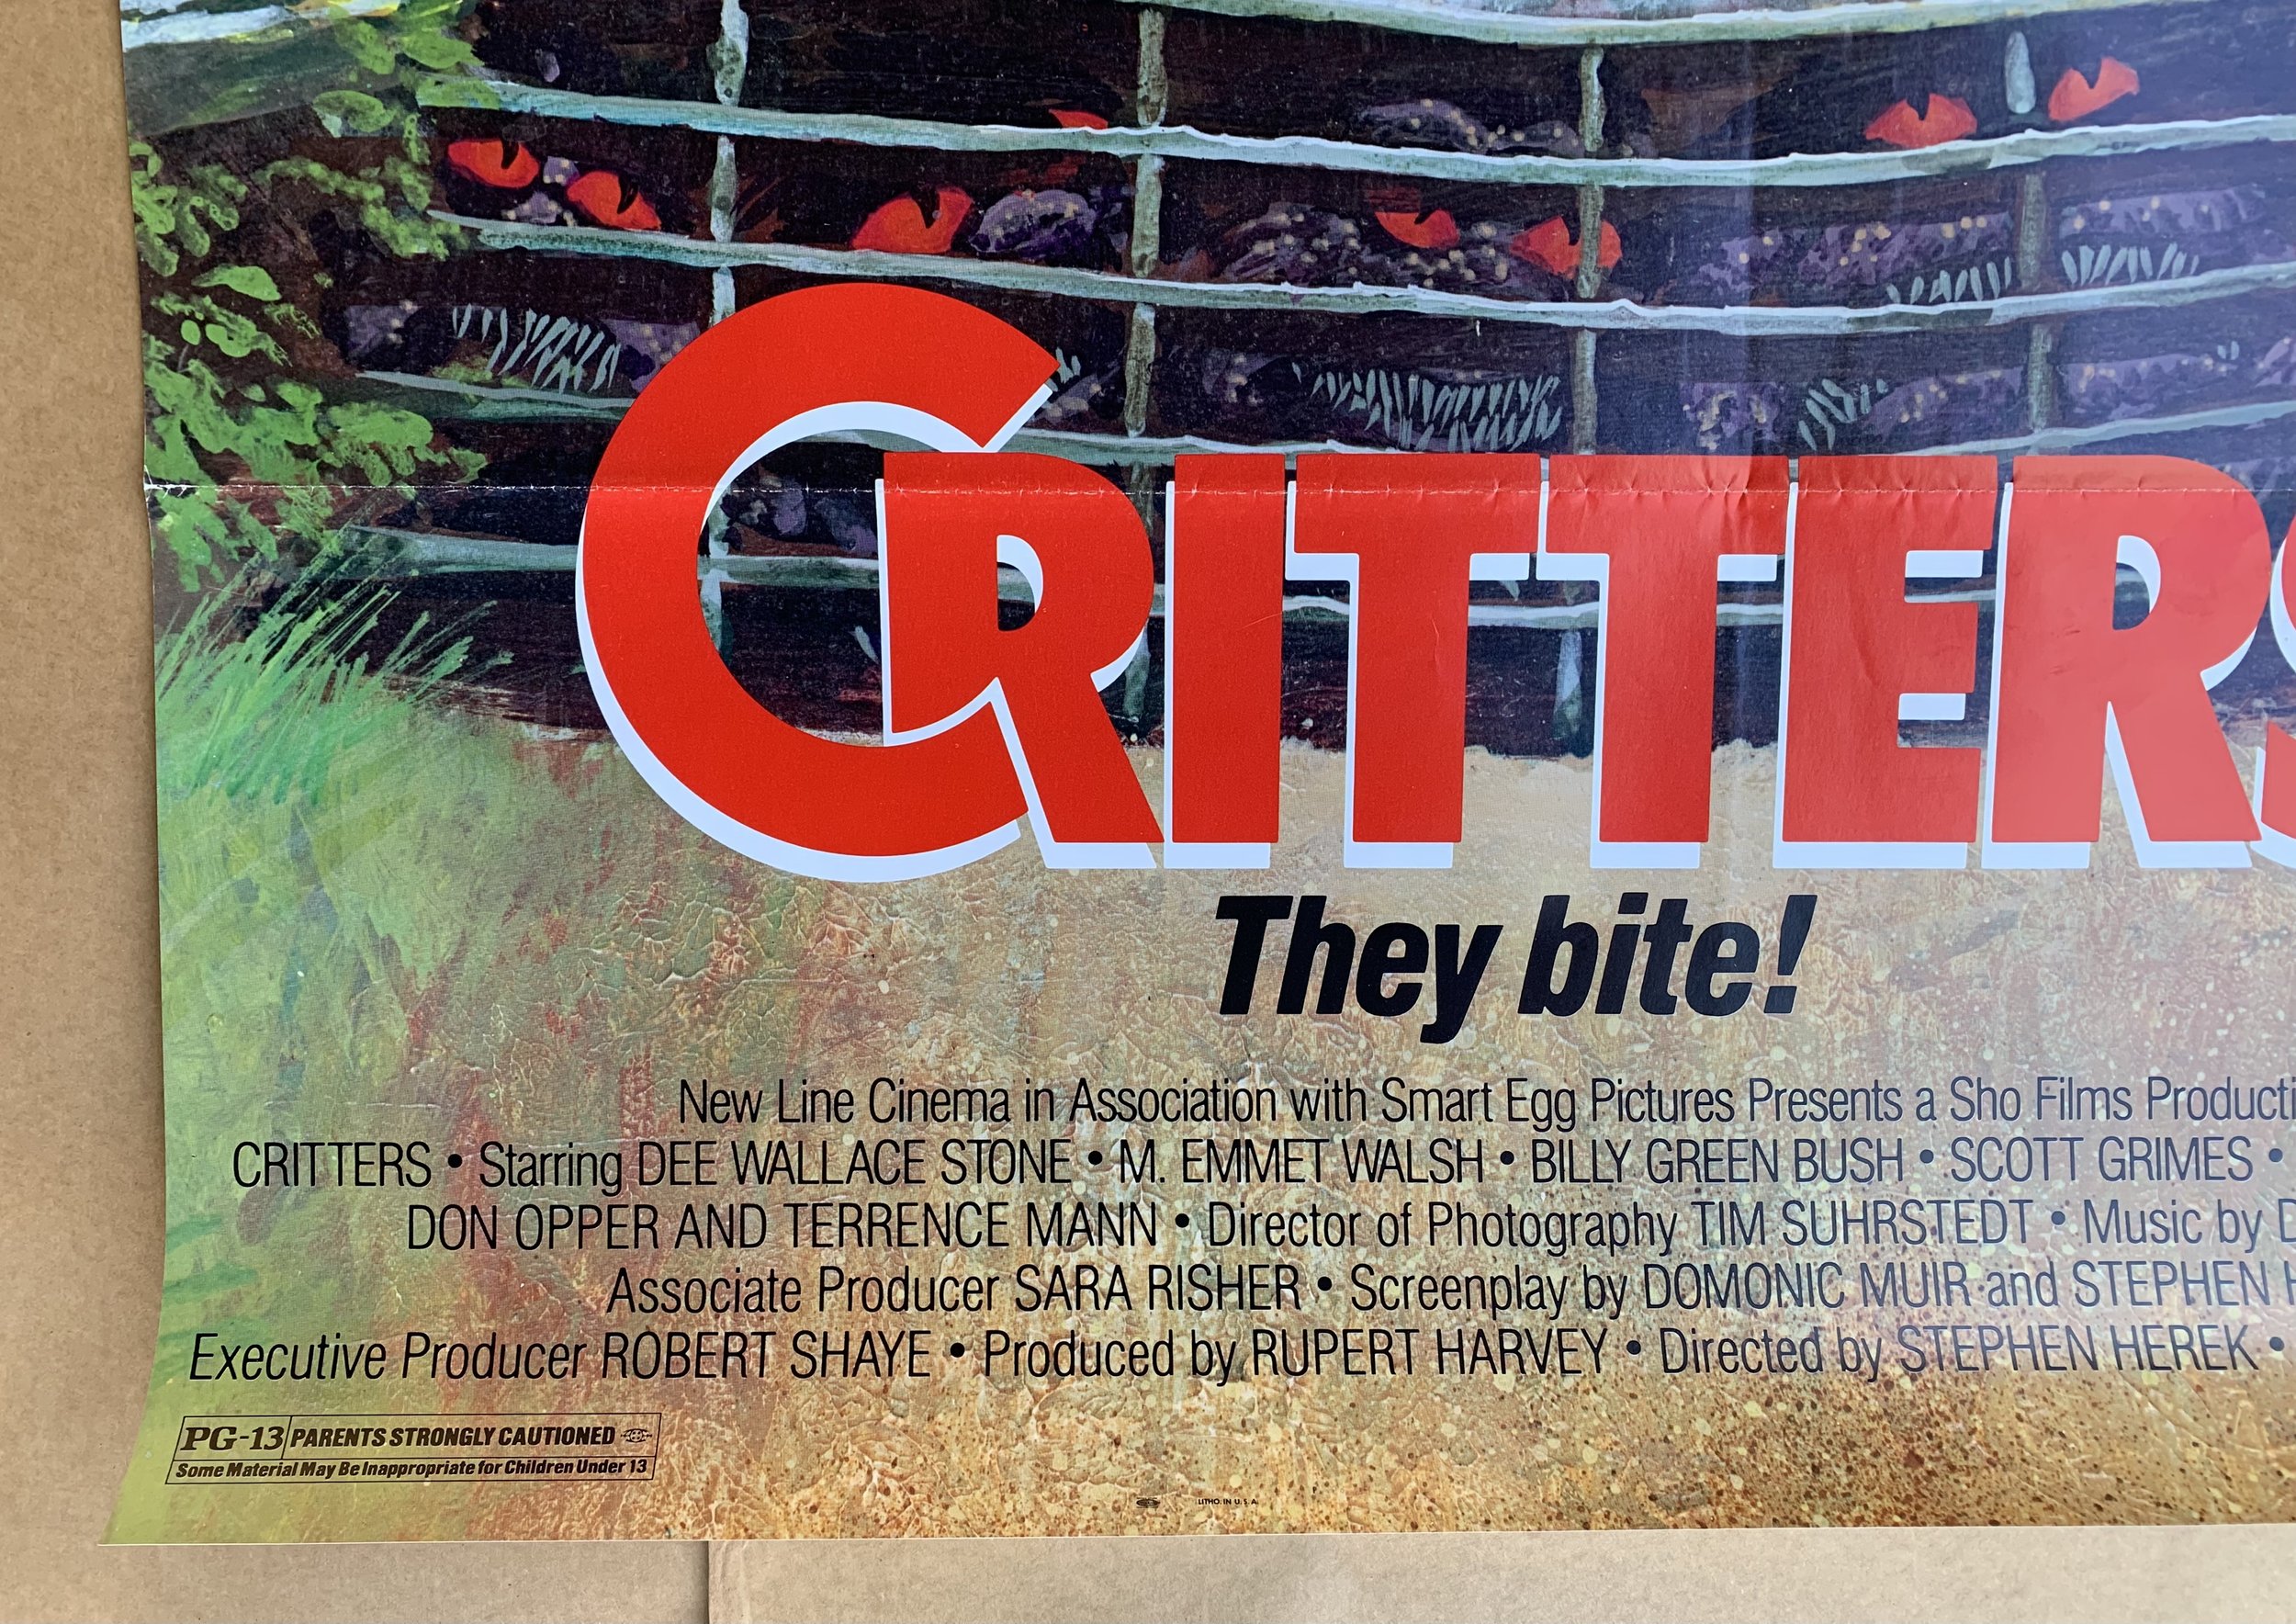 CRITTERS
They bite!
New Line Cinema in Association with Smart Egg Pictures Presents a Sho Films Producti
CRITTERS • Starring DEE WALLACE STONE • M. EMMET WALSH • BILLY GREEN BUSH • SCOTT GRIMES •
DON OPPER AND TERRENCE MANN • Director of Photography TIM SUHRSTEDT • Music by D
Associate Producer SARA RISHER • Screenplay by DOMONIC MUIR and STEPHEN H
Executive Producer ROBERT SHAYE • Produced by RUPERT HARVEY • Directed by STEPHEN HEREK •
PG-13 PARENTS STRONGLY CAUTIONED
Some Material May Be Inappropriate for Children Under 13
LITHO. IN U.S.A.